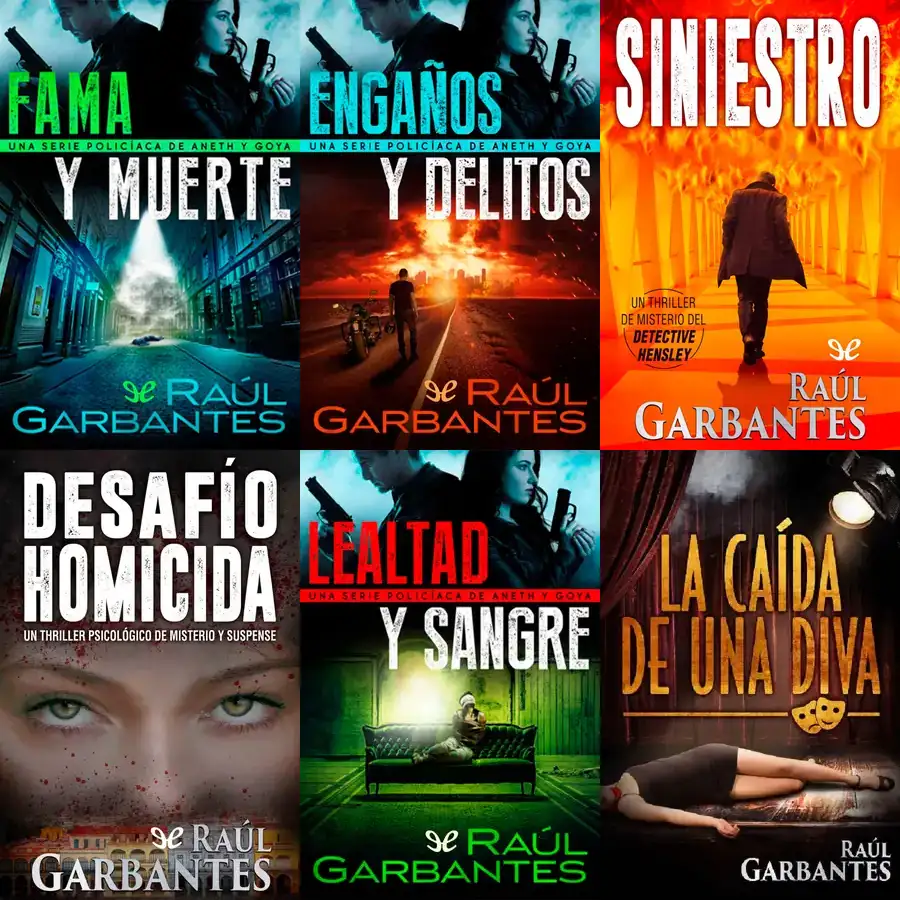 FAMA
UNA SERIE POLICÍACA DE ANETH Y GOYA
Y MUERTE
RAÚL
GARBANTES
ENGAÑOS
UNA SERIE POLICÍACA DE ANETH Y GOYA
Y DELITOS
RAÚL
GARBANTES
SINIESTRO
UN THRILLER
DE MISTERIO DEL
DETECTIVE
HENSLEY
RAÚL
GARBANTES
DESAFÍO
HOMICIDA
UN THRILLER PSICOLÓGICO DE MISTERIO Y SUSPENSE
RAÚL
GARBANTES
LEALTAD
UNA SERIE POLICÍACA DE ANETH Y GOYA
Y SANGRE
RAÚL
GARBANTES
LA CAÍDA
DE UNA DIVA
RAÚL
GARBANTES